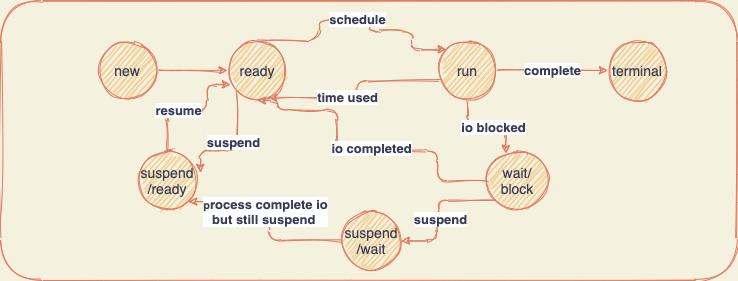 schedule
new
ready
run
complete
terminal
time used
resume
io blocked
suspend
io completed
suspend
/ready
wait/
block
process complete io
but still suspend
suspend
suspend
/wait